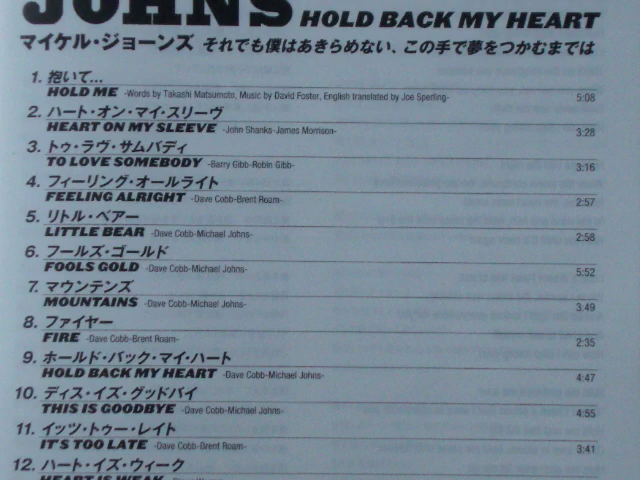 JOHNS HOLD BACK MY HEART
マイケル・ジョーンズ それでも僕はあきらめない、この手で夢をつかむまでは
1. 抱いて...
HOLD ME -Words by Takashi Matsumoto, Music by David Foster, English translated by Joe Sperling- 5:08
2. ハート・オン・マイ・スリーヴ
HEART ON MY SLEEVE -John Shanks-James Morrison- 3:28
3. トゥ・ラヴ・サムバディ
TO LOVE SOMEBODY -Barry Gibb-Robin Gibb- 3:16
4. フィーリング・オールライト
FEELING ALRIGHT -Dave Cobb-Brent Roam- 2:57
5. リトル・ベアー
LITTLE BEAR -Dave Cobb-Michael Johns- 2:58
6. フールズ・ゴールド
FOOLS GOLD -Dave Cobb-Michael Johns- 5:52
7. マウンテンズ
MOUNTAINS -Dave Cobb-Michael Johns- 3:49
8. ファイヤー
FIRE -Dave Cobb-Brent Roam- 2:35
9. ホールド・バック・マイ・ハート
HOLD BACK MY HEART -Dave Cobb-Michael Johns- 4:47
10. ディス・イズ・グッドバイ
THIS IS GOODBYE -Dave Cobb-Michael Johns- 4:55
11. イッツ・トゥー・レイト
IT'S TOO LATE -Dave Cobb-Brent Roam- 3:41
12. ハート・イズ・ウィーク
HEART IS WEAK